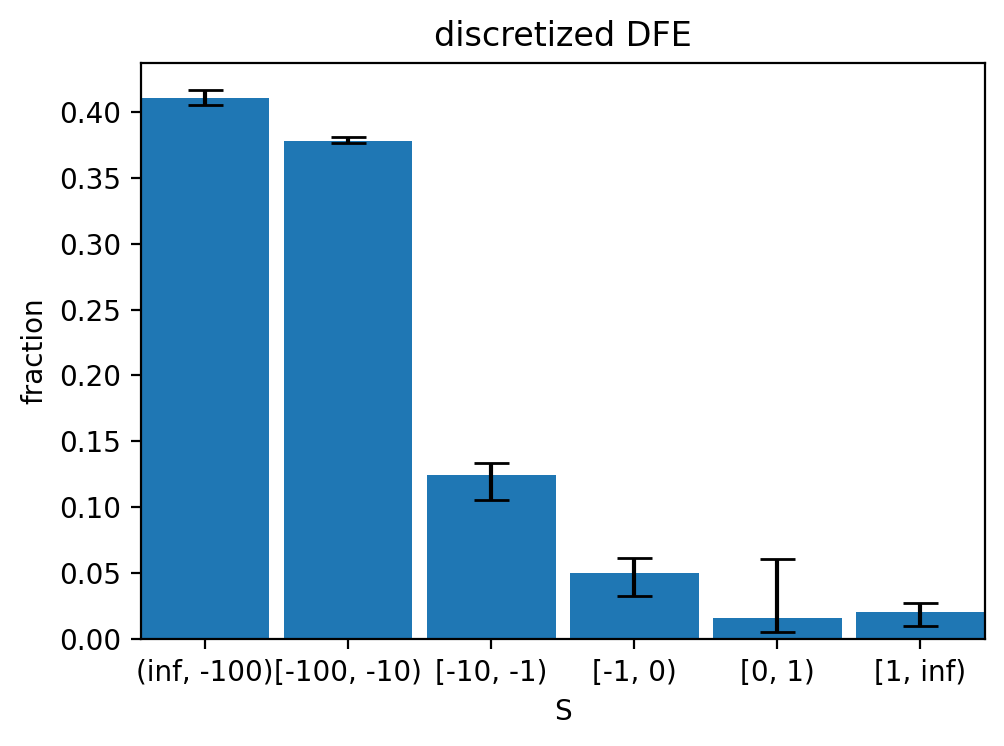 discretized DFE
0.40
0.35
0.30
0.25
0.20
0.15
0.10
0.05
0.00
fraction
(inf, -100) [-100, -10) [-10, -1) [-1, 0) [0, 1) [1, inf)
S